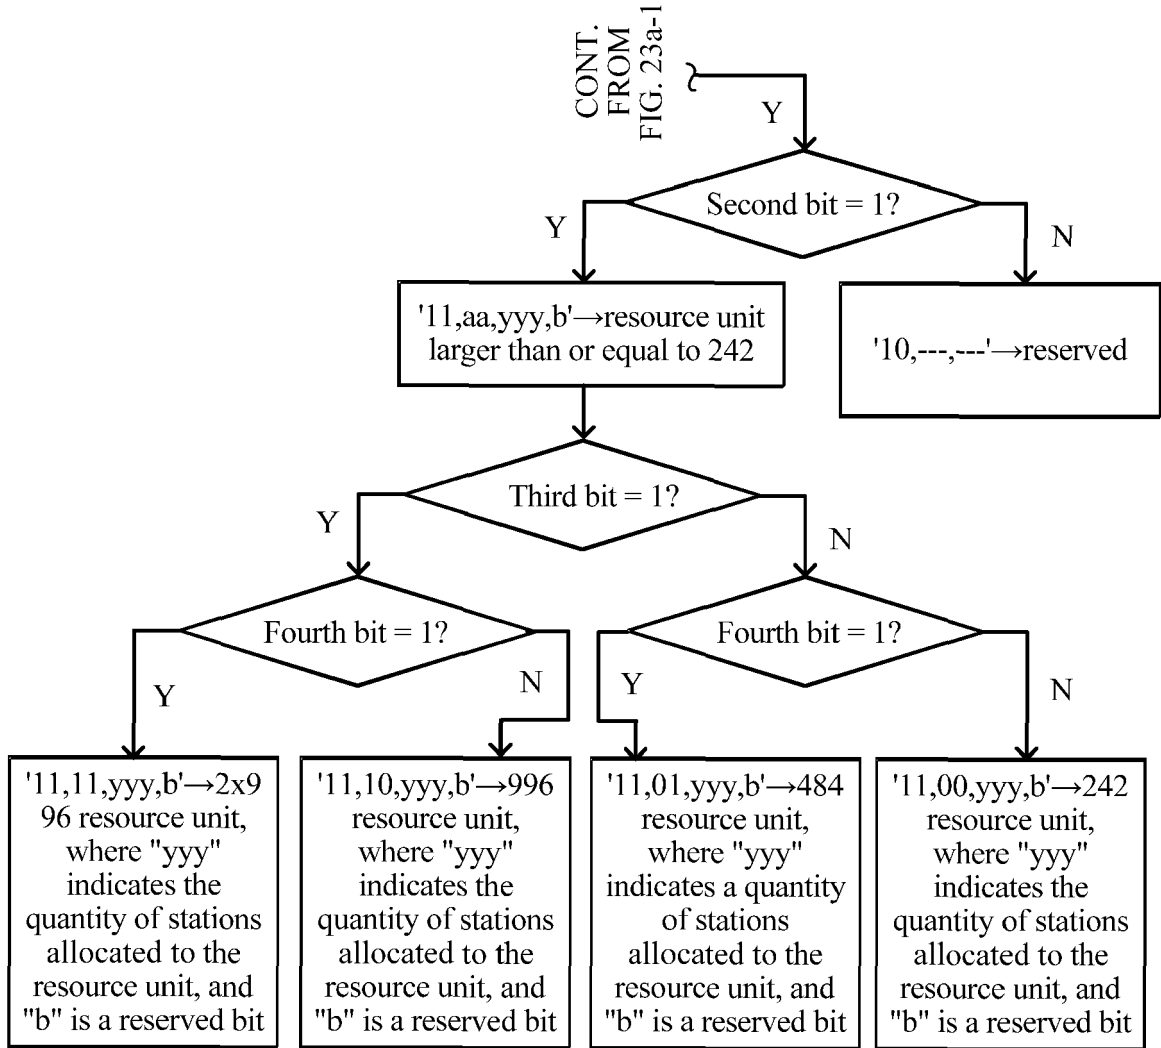 CONT.
FROM
FIG. 23a-1
Y
Second bit = 1?
Y
N
'11,aa,yyy,b'→resource unit
larger than or equal to 242
'10,---,---'→reserved
Third bit = 1?
Y
N
Fourth bit = 1?
Fourth bit = 1?
Y
N
Y
N
'11,11,yyy,b'→2x9
96 resource unit,
where "yyy"
indicates the
quantity of stations
allocated to the
resource unit, and
"b" is a reserved bit
'11,10,yyy,b'→996
resource unit,
where "yyy"
indicates the
quantity of stations
allocated to the
resource unit, and
"b" is a reserved bit
'11,01,yyy,b'→484
resource unit,
where "yyy"
indicates a quantity
of stations
allocated to the
resource unit, and
"b" is a reserved bit
'11,00,yyy,b'→242
resource unit,
where "yyy"
indicates the
quantity of stations
allocated to the
resource unit, and
"b" is a reserved bit